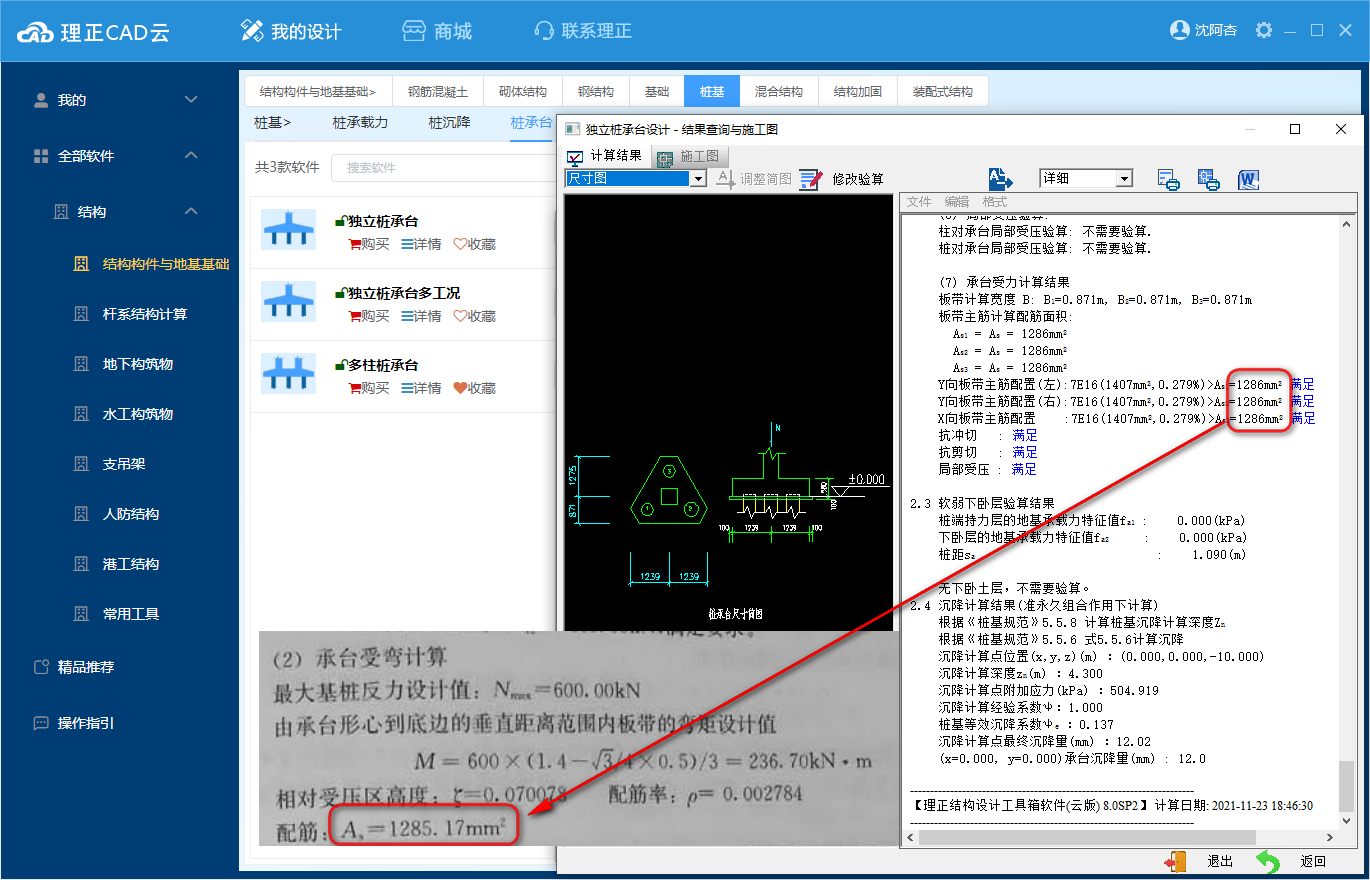 理正CAD云
我的设计
商城
联系理正
沈阿杏
我的
全部软件
结构
结构构件与地基基础
杆系结构计算
地下构筑物
水工构筑物
支吊架
人防结构
港工结构
常用工具
精品推荐
操作指引
结构构件与地基基础>
钢筋混凝土
砌体结构
钢结构
基础
桩基
混合结构
结构加固
装配式结构
桩基>
桩承载力
桩沉降
桩承台
共3款软件
搜索软件
独立桩承台
购买 详情 收藏
独立桩承台多工况
购买 详情 收藏
多柱桩承台
购买 详情 收藏
独立桩承台设计 - 结果查询与施工图
计算结果
施工图
尺寸图
调整简图
修改验算
详细
文件 编辑 格式
N
±0.000
1275
871
1239 1239
100 1239 1239 100
100
桩承台尺寸简图
(6) 局部受压验算:
柱对承台局部受压验算: 不需要验算.
桩对承台局部受压验算: 不需要验算.
(7) 承台受力计算结果
板带计算宽度 B: B₁=0.871m, B₂=0.871m, B₃=0.871m
板带主筋计算配筋面积:
As₁ = As = 1286mm²
As₂ = As = 1286mm²
As₃ = As = 1286mm²
Y向板带主筋配置(左):7E16(1407mm²,0.279%)>As=1286mm² 满足
Y向板带主筋配置(右):7E16(1407mm²,0.279%)>As=1286mm² 满足
X向板带主筋配置 :7E16(1407mm²,0.279%)>As=1286mm² 满足
抗冲切 : 满足
抗剪切 : 满足
局部受压 : 满足
2.3 软弱下卧层验算结果
桩端持力层的地基承载力特征值fa1 : 0.000(kPa)
下卧层的地基承载力特征值fa2 : 0.000(kPa)
桩距sa : 1.090(m)
无下卧土层，不需要验算。
2.4 沉降计算结果(准永久组合作用下计算)
根据《桩基规范》5.5.8 计算桩基沉降计算深度Zn
根据《桩基规范》5.5.6 式5.5.6计算沉降
沉降计算点位置(x,y,z)(m) : (0.000,0.000,-10.000)
沉降计算深度zn(m) : 4.300
沉降计算点附加应力(kPa) : 504.919
沉降计算经验系数Ψ: 1.000
桩基等效沉降系数Ψe : 0.137
沉降计算点最终沉降量(mm) : 12.02
(x=0.000, y=0.000)承台沉降量(mm) : 12.0
【理正结构设计工具箱软件(云版) 8.0SP2】 计算日期: 2021-11-23 18:46:30
退出
返回
(2) 承台受弯计算
最大基桩反力设计值: Nmax=600.00kN
由承台形心到底边的垂直距离范围内板带的弯矩设计值
M = 600×(1.4-√3/4×0.5)/3 = 236.70kN·m
相对受压区高度: ζ=0.070078 配筋率: ρ= 0.002784
配筋: As=1285.17mm²